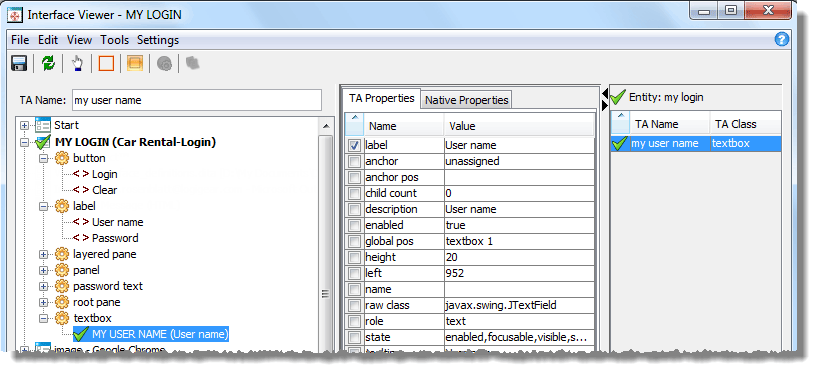 Interface Viewer - MY LOGIN
File Edit View Tools Settings
TA Name: my user name
Start
MY LOGIN (Car Rental-Login)
button
< > Login
< > Clear
label
< > User name
< > Password
layered pane
panel
password text
root pane
textbox
MY USER NAME (User name)
image - Google Chrome
TA Properties Native Properties
Name Value
label User name
anchor unassigned
anchor pos
child count 0
description User name
enabled true
global pos textbox 1
height 20
left 952
name
raw class javax.swing.JTextField
role text
state enabled,focusable,visible,s...
Entity: my login
TA Name TA Class
my user name textbox